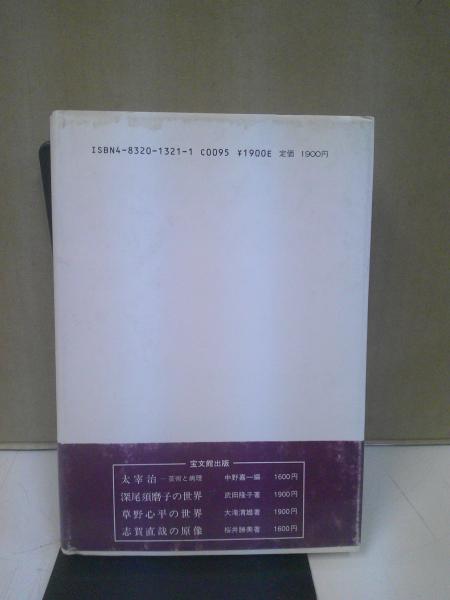 ISBN4-8320-1321-1 C0095 ¥1900E 定価 1900円
宝文館出版
太宰治―芸術と病理 中野嘉一編 1600円
深尾須磨子の世界 武田隆子著 1900円
草野心平の世界 大滝清雄著 1900円
志賀直哉の原像 桜井勝美著 1600円